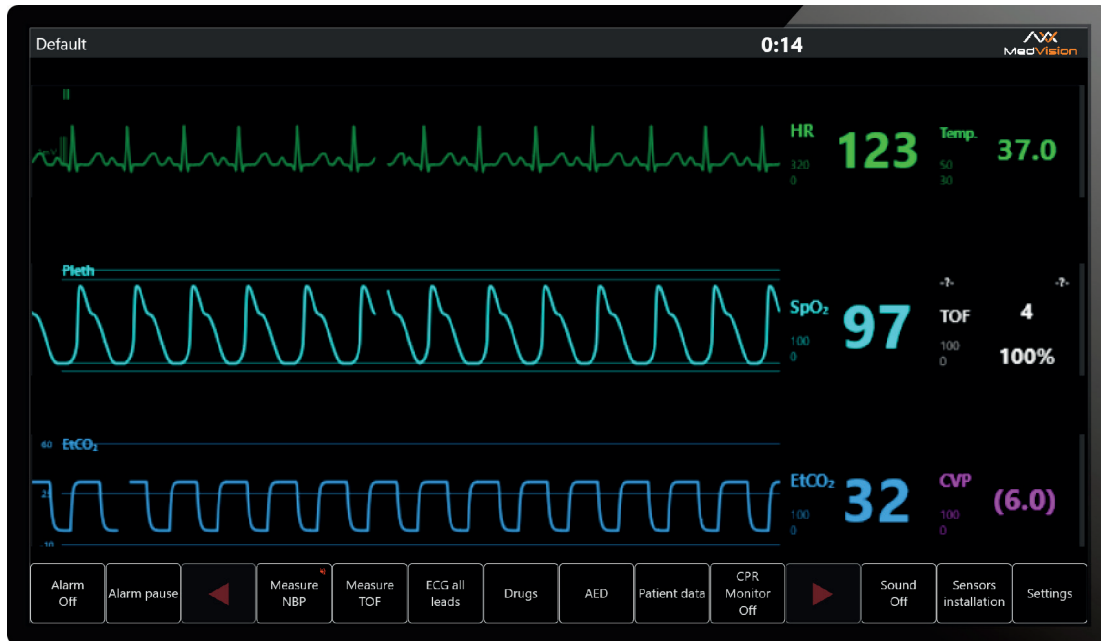 Default
0:14
MedVision
HR
320
0
123
Temp.
50
30
37.0
Pleth
SpO₂
100
0
97
-?-
-?-
TOF
100
0
4
100%
60
EtCO₂
25
-10
EtCO₂
100
0
32
CVP
100
0
(6.0)
Alarm
Off
Alarm pause
Measure
NBP
Measure
TOF
ECG all
leads
Drugs
AED
Patient data
CPR
Monitor
Off
Sound
Off
Sensors
installation
Settings